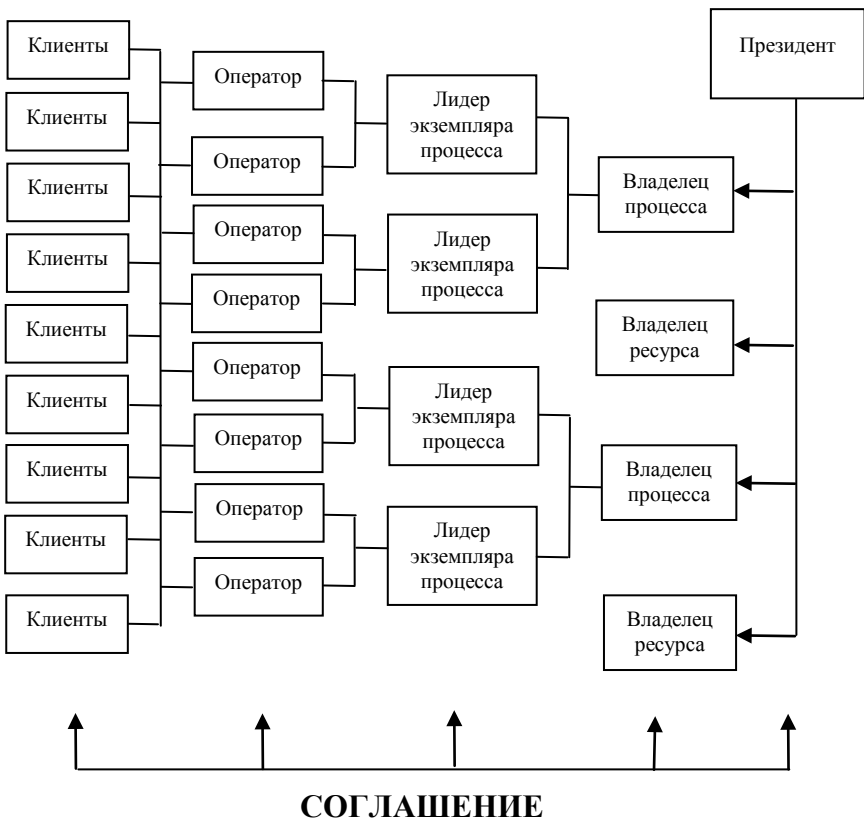 Клиенты
Клиенты
Клиенты
Клиенты
Клиенты
Клиенты
Клиенты
Клиенты
Клиенты
Оператор
Оператор
Оператор
Оператор
Оператор
Оператор
Оператор
Оператор
Лидер
экземпляра
процесса
Лидер
экземпляра
процесса
Лидер
экземпляра
процесса
Лидер
экземпляра
процесса
Владелец
процесса
Владелец
ресурса
Владелец
процесса
Владелец
ресурса
Президент
СОГЛАШЕНИЕ